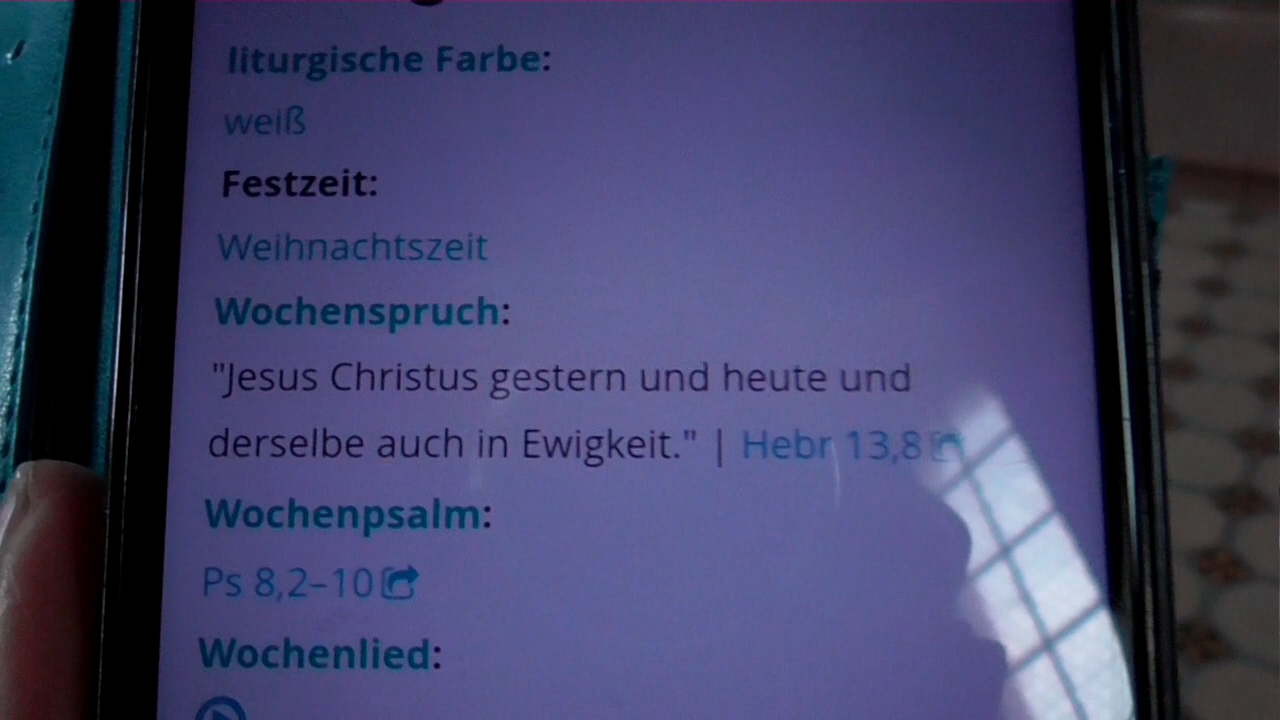 liturgische Farbe:
weiß
Festzeit:
Weihnachtszeit
Wochenspruch:
"Jesus Christus gestern und heute und
derselbe auch in Ewigkeit." | Hebr 13,8
Wochenpsalm:
Ps 8,2–10
Wochenlied: